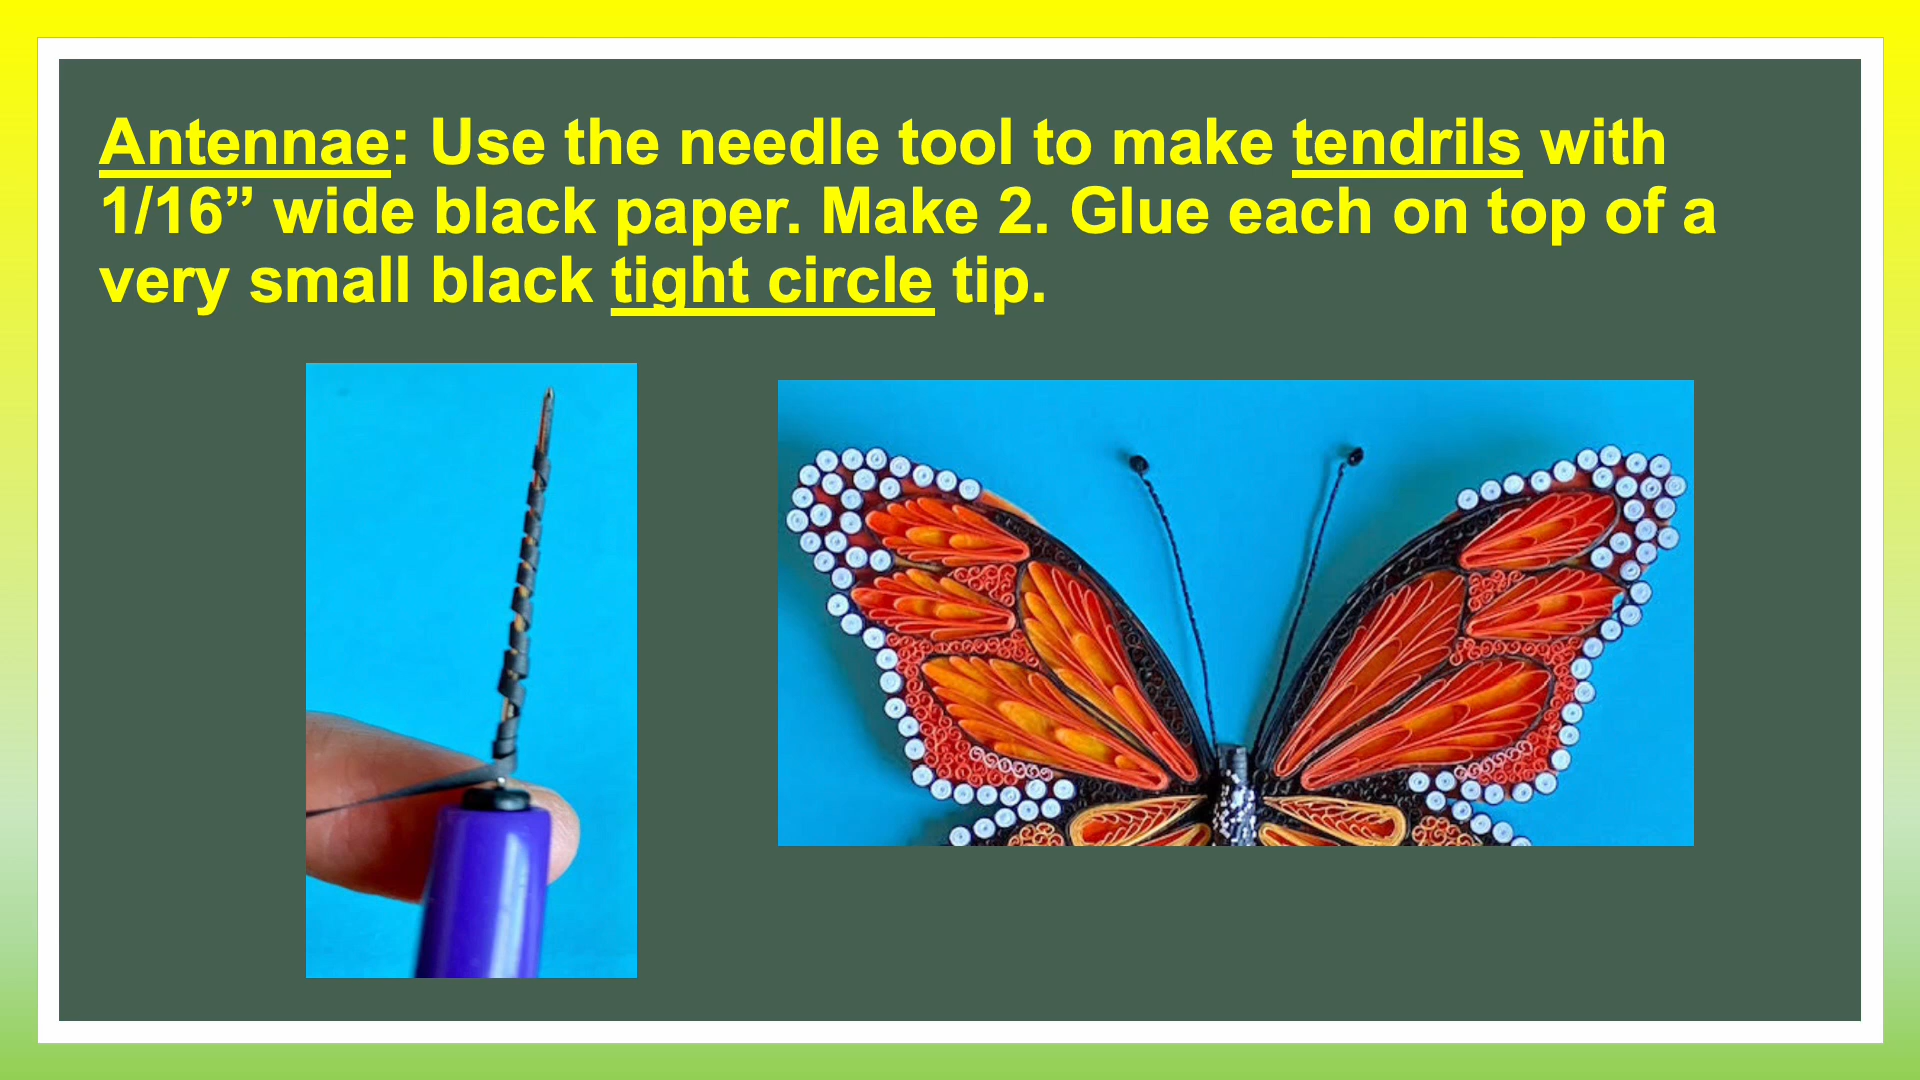 Antennae: Use the needle tool to make tendrils with
1/16” wide black paper. Make 2. Glue each on top of a
very small black tight circle tip.